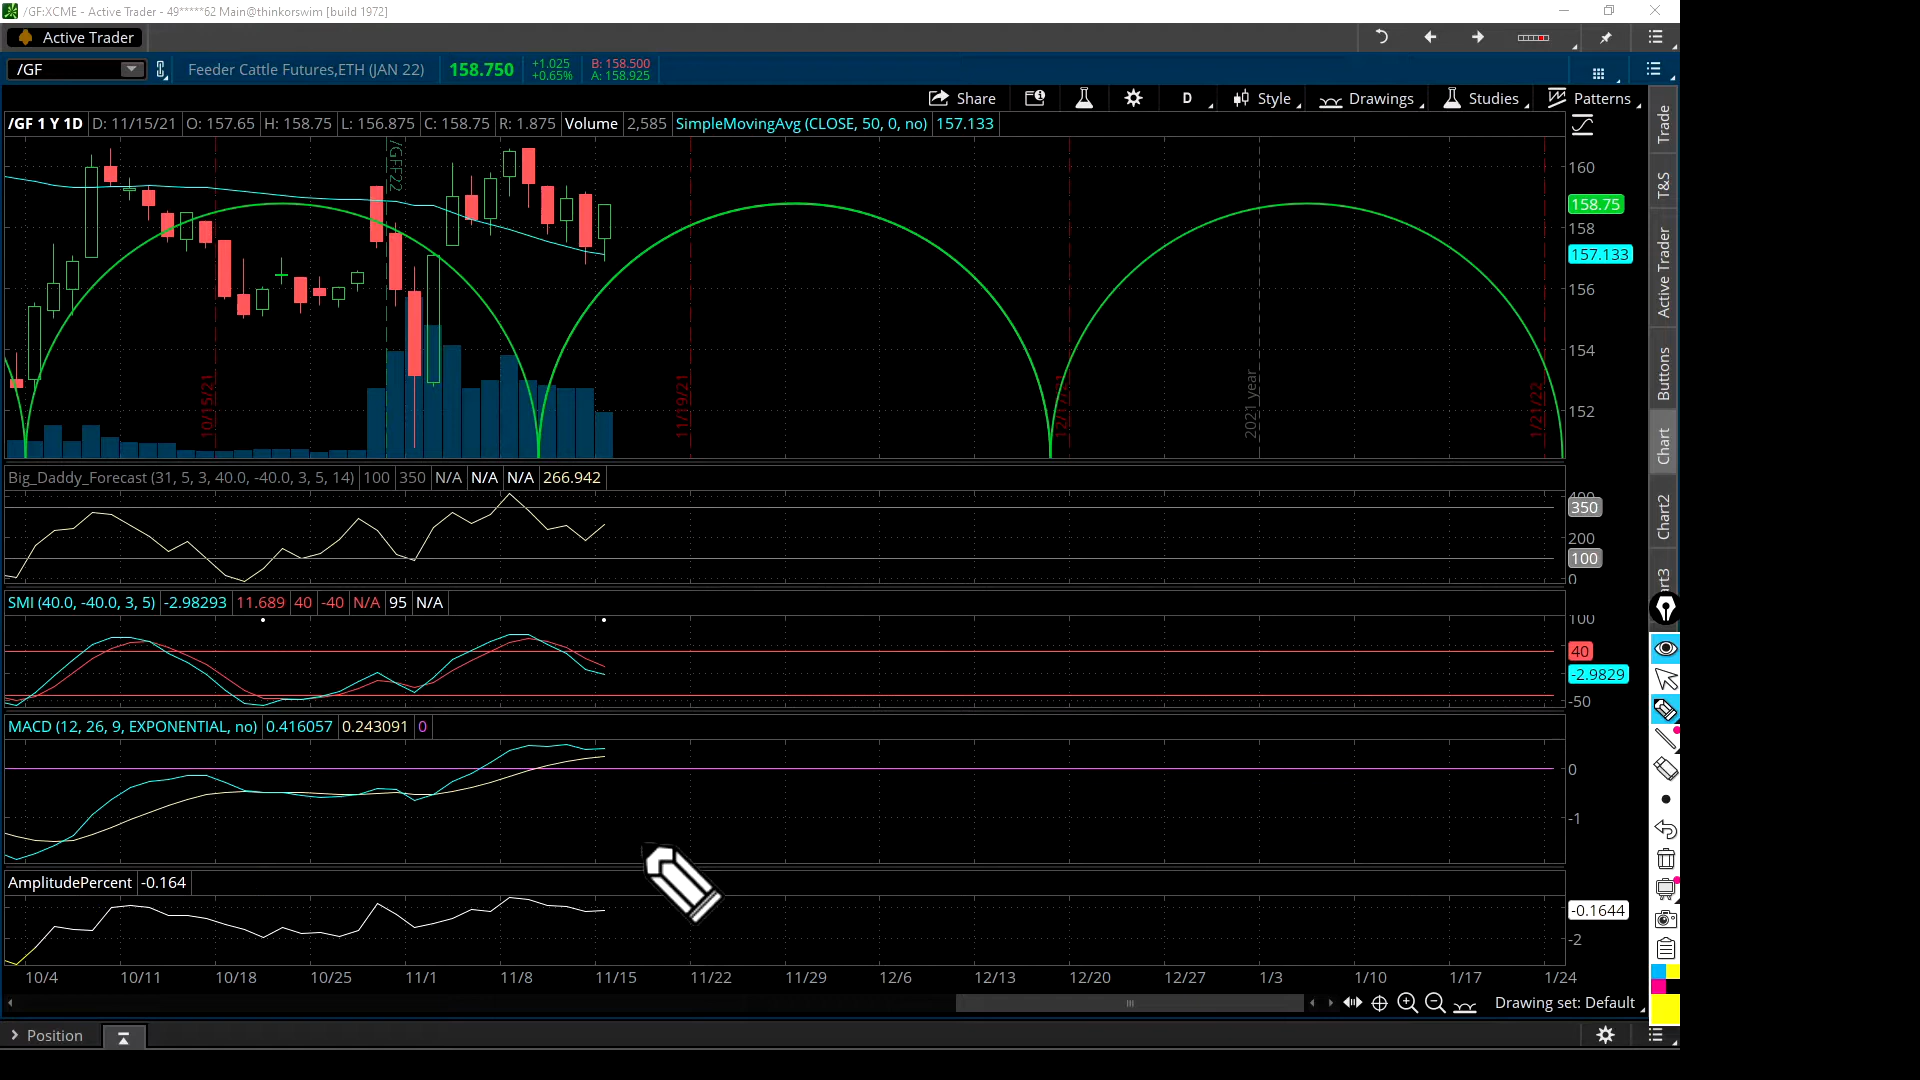 /GF:XCME - Active Trader - 49*****62 Main@thinkorswim [build 1972]
Active Trader
/GF
Feeder Cattle Futures,ETH (JAN 22)
158.750
+1.025
+0.65%
B: 158.500
A: 158.925
Share
D
Style
Drawings
Studies
Patterns
/GF 1 Y 1D
D: 11/15/21
O: 157.65
H: 158.75
L: 156.875
C: 158.75
R: 1.875
Volume
2,585
SimpleMovingAvg (CLOSE, 50, 0, no)
157.133
/GFF22
160
158.75
158
157.133
156
154
152
10/15/21
11/19/21
2021 year
1/21/22
Big_Daddy_Forecast (31, 5, 3, 40.0, -40.0, 3, 5, 14)
100
350
N/A
N/A
N/A
266.942
400
350
200
100
0
SMI (40.0, -40.0, 3, 5)
-2.98293
11.689
40
-40
N/A
95
N/A
100
40
-2.9829
-50
MACD (12, 26, 9, EXPONENTIAL, no)
0.416057
0.243091
0
0
-1
AmplitudePercent
-0.164
-0.1644
-2
10/4
10/11
10/18
10/25
11/1
11/8
11/15
11/22
11/29
12/6
12/13
12/20
12/27
1/3
1/10
1/17
1/24
Drawing set: Default
Position
Trade
T&S
Active Trader
Buttons
Chart
Chart2